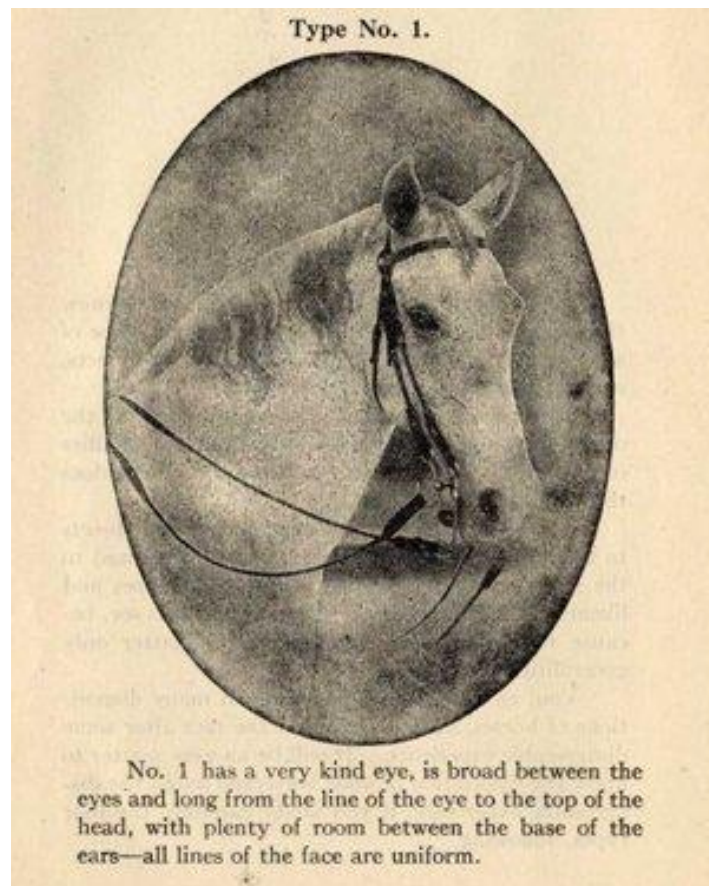 Type No. 1.
No. 1 has a very kind eye, is broad between the
eyes and long from the line of the eye to the top of the
head, with plenty of room between the base of the
ears—all lines of the face are uniform.